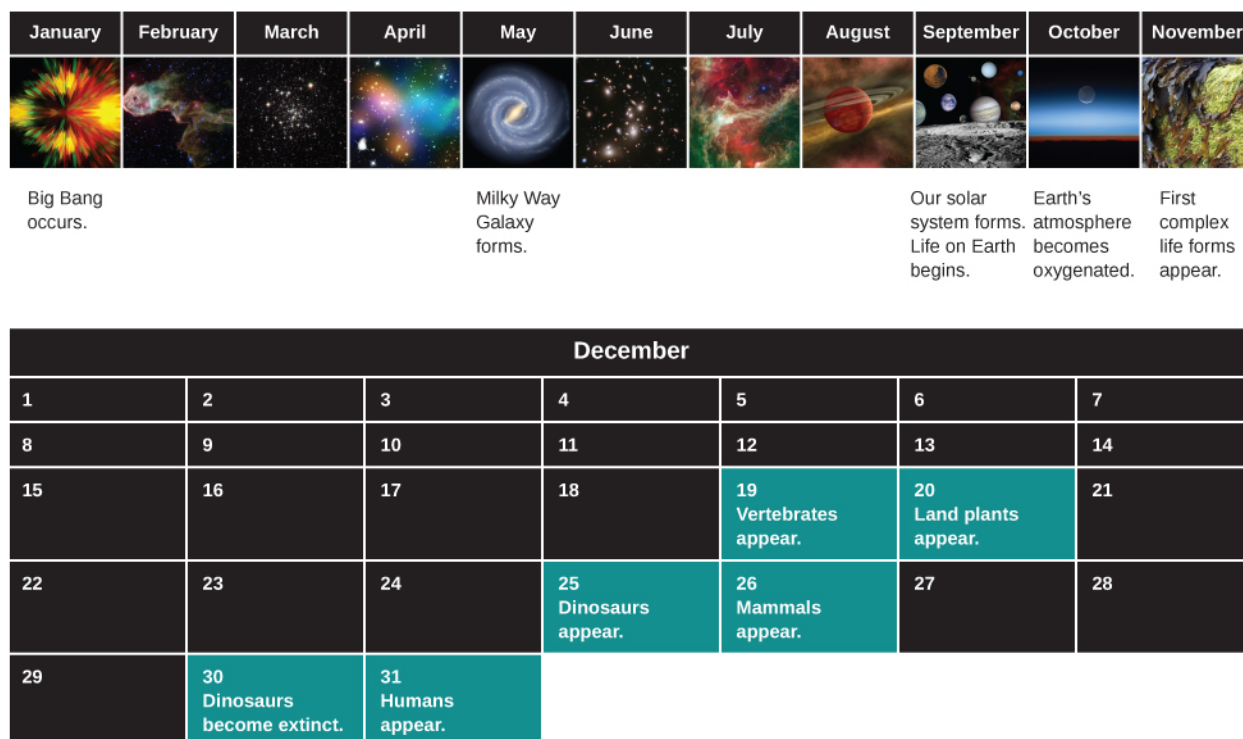 January February March April May June July August September October November
Big Bang
occurs.
Milky Way
Galaxy
forms.
Our solar
system forms.
Life on Earth
begins.
Earth’s
atmosphere
becomes
oxygenated.
First
complex
life forms
appear.
December
1 2 3 4 5 6 7
8 9 10 11 12 13 14
15 16 17 18 19 20 21
Vertebrates Land plants
appear. appear.
22 23 24 25 26 27 28
Dinosaurs Mammals
appear. appear.
29 30 31
Dinosaurs Humans
become extinct. appear.